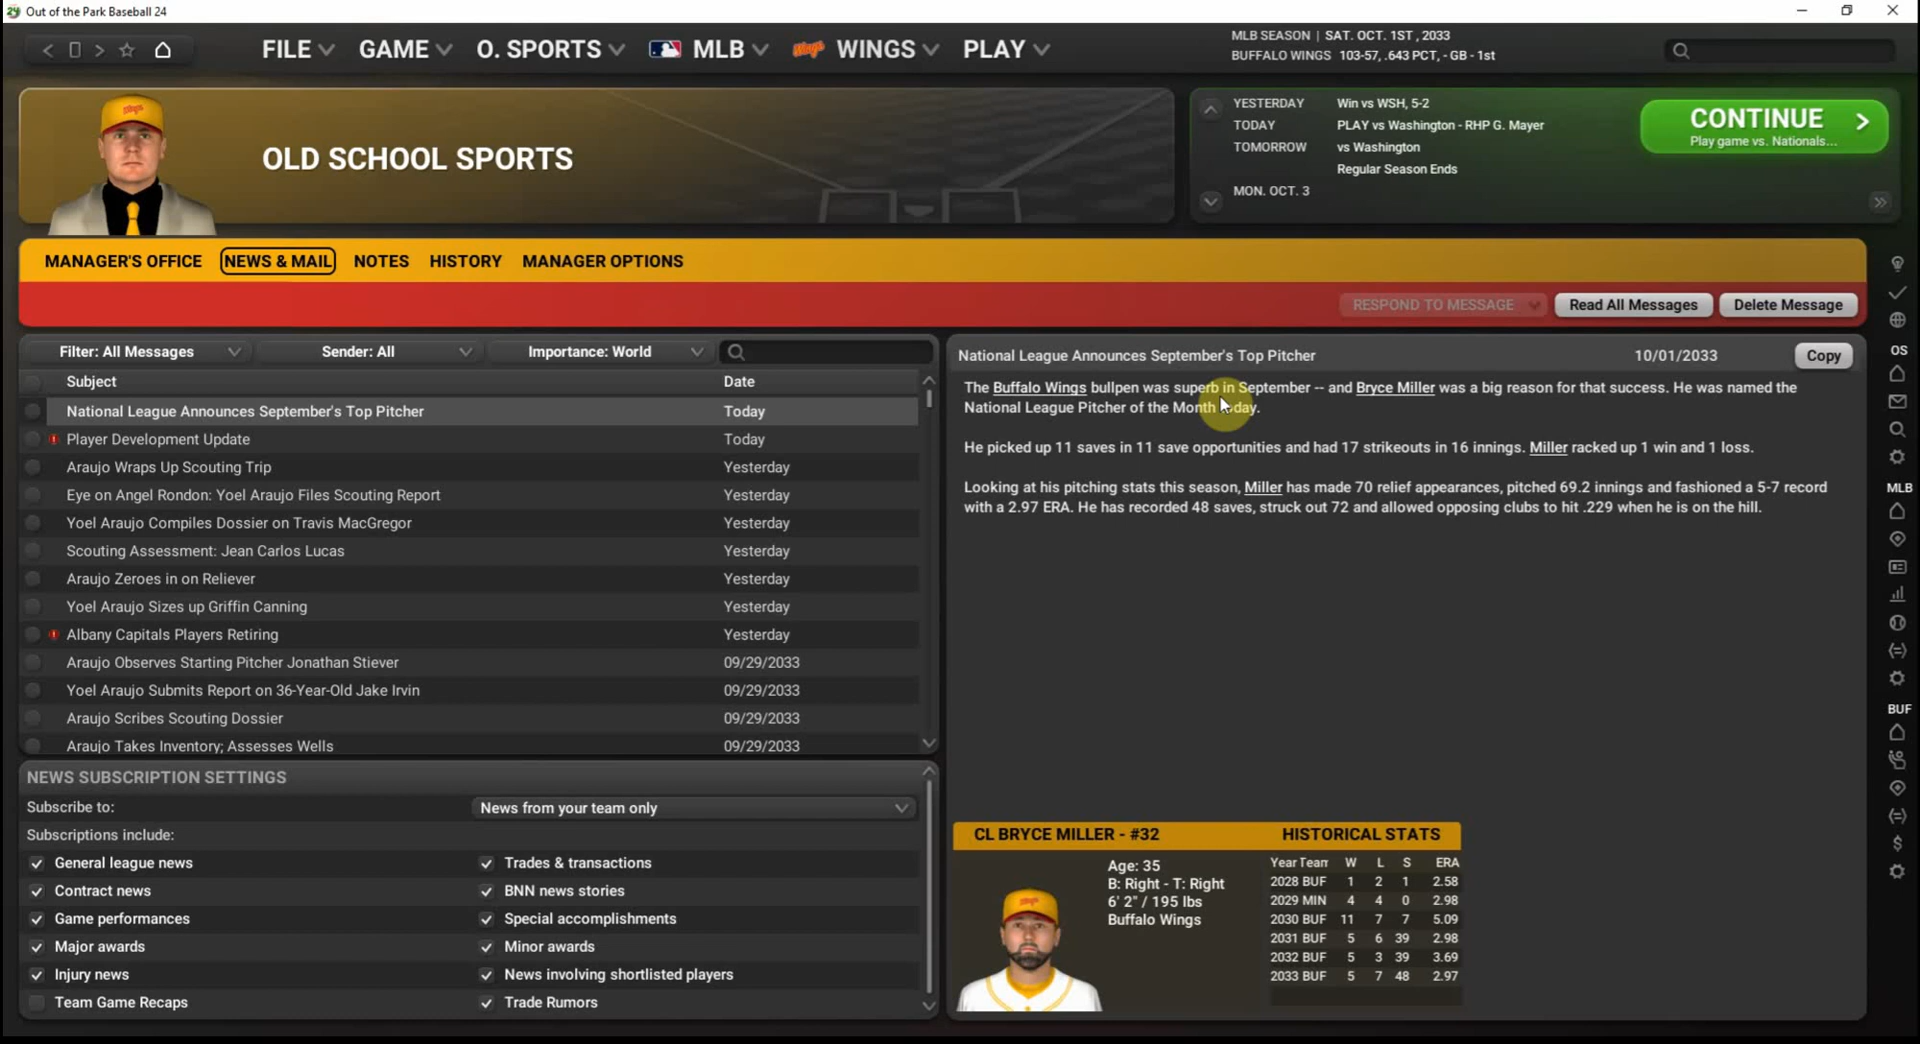 Out of the Park Baseball 24
FILE GAME O. SPORTS MLB WINGS PLAY
MLB SEASON | SAT. OCT. 1ST , 2033
BUFFALO WINGS 103-57, .643 PCT, - GB - 1st
OLD SCHOOL SPORTS
YESTERDAY Win vs WSH, 5-2
TODAY PLAY vs Washington - RHP G. Mayer
TOMORROW vs Washington
Regular Season Ends
MON. OCT. 3
CONTINUE
Play game vs. Nationals...
MANAGER'S OFFICE NEWS & MAIL NOTES HISTORY MANAGER OPTIONS
RESPOND TO MESSAGE Read All Messages Delete Message
Filter: All Messages Sender: All Importance: World
Subject Date
National League Announces September's Top Pitcher Today
Player Development Update Today
Araujo Wraps Up Scouting Trip Yesterday
Eye on Angel Rondon: Yoel Araujo Files Scouting Report Yesterday
Yoel Araujo Compiles Dossier on Travis MacGregor Yesterday
Scouting Assessment: Jean Carlos Lucas Yesterday
Araujo Zeroes in on Reliever Yesterday
Yoel Araujo Sizes up Griffin Canning Yesterday
Albany Capitals Players Retiring Yesterday
Araujo Observes Starting Pitcher Jonathan Stiever 09/29/2033
Yoel Araujo Submits Report on 36-Year-Old Jake Irvin 09/29/2033
Araujo Scribes Scouting Dossier 09/29/2033
Araujo Takes Inventory; Assesses Wells 09/29/2033
NEWS SUBSCRIPTION SETTINGS
Subscribe to: News from your team only
Subscriptions include:
General league news Trades & transactions
Contract news BNN news stories
Game performances Special accomplishments
Major awards Minor awards
Injury news News involving shortlisted players
Team Game Recaps Trade Rumors
National League Announces September's Top Pitcher 10/01/2033 Copy
The Buffalo Wings bullpen was superb in September -- and Bryce Miller was a big reason for that success. He was named the
National League Pitcher of the Month today.
He picked up 11 saves in 11 save opportunities and had 17 strikeouts in 16 innings. Miller racked up 1 win and 1 loss.
Looking at his pitching stats this season, Miller has made 70 relief appearances, pitched 69.2 innings and fashioned a 5-7 record
with a 2.97 ERA. He has recorded 48 saves, struck out 72 and allowed opposing clubs to hit .229 when he is on the hill.
CL BRYCE MILLER - #32
Age: 35
B: Right - T: Right
6' 2" / 195 lbs
Buffalo Wings
HISTORICAL STATS
Year Team W L S ERA
2028 BUF 1 2 1 2.58
2029 MIN 4 4 0 2.98
2030 BUF 11 7 7 5.09
2031 BUF 5 6 39 2.98
2032 BUF 5 3 39 3.69
2033 BUF 5 7 48 2.97
OS
MLB
BUF